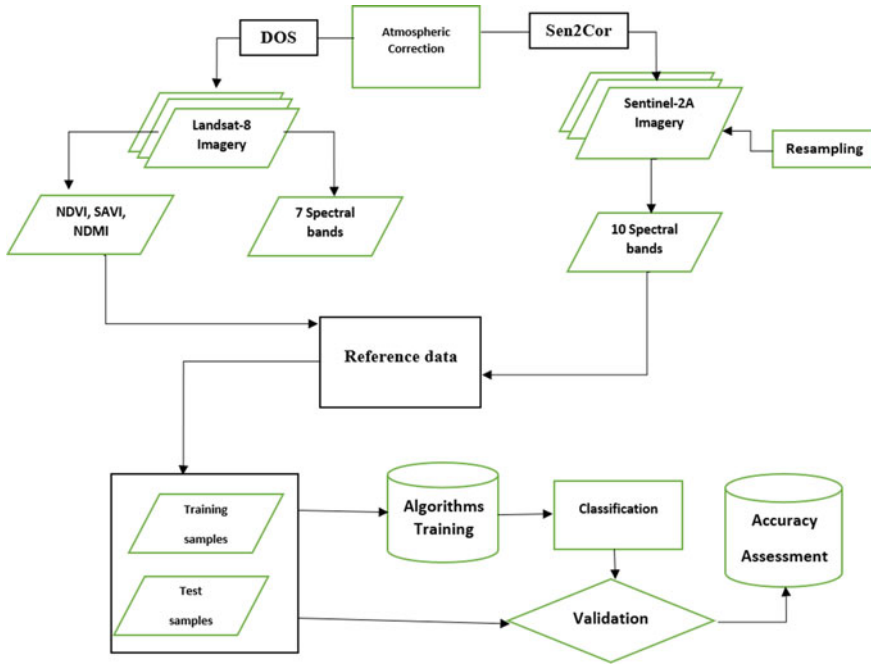 DOS
Atmospheric
Correction
Sen2Cor
Landsat-8
Imagery
Sentinel-2A
Imagery
Resampling
NDVI, SAVI,
NDMI
7 Spectral
bands
10 Spectral
bands
Reference data
Training
samples
Algorithms
Training
Classification
Accuracy
Assessment
Test
samples
Validation